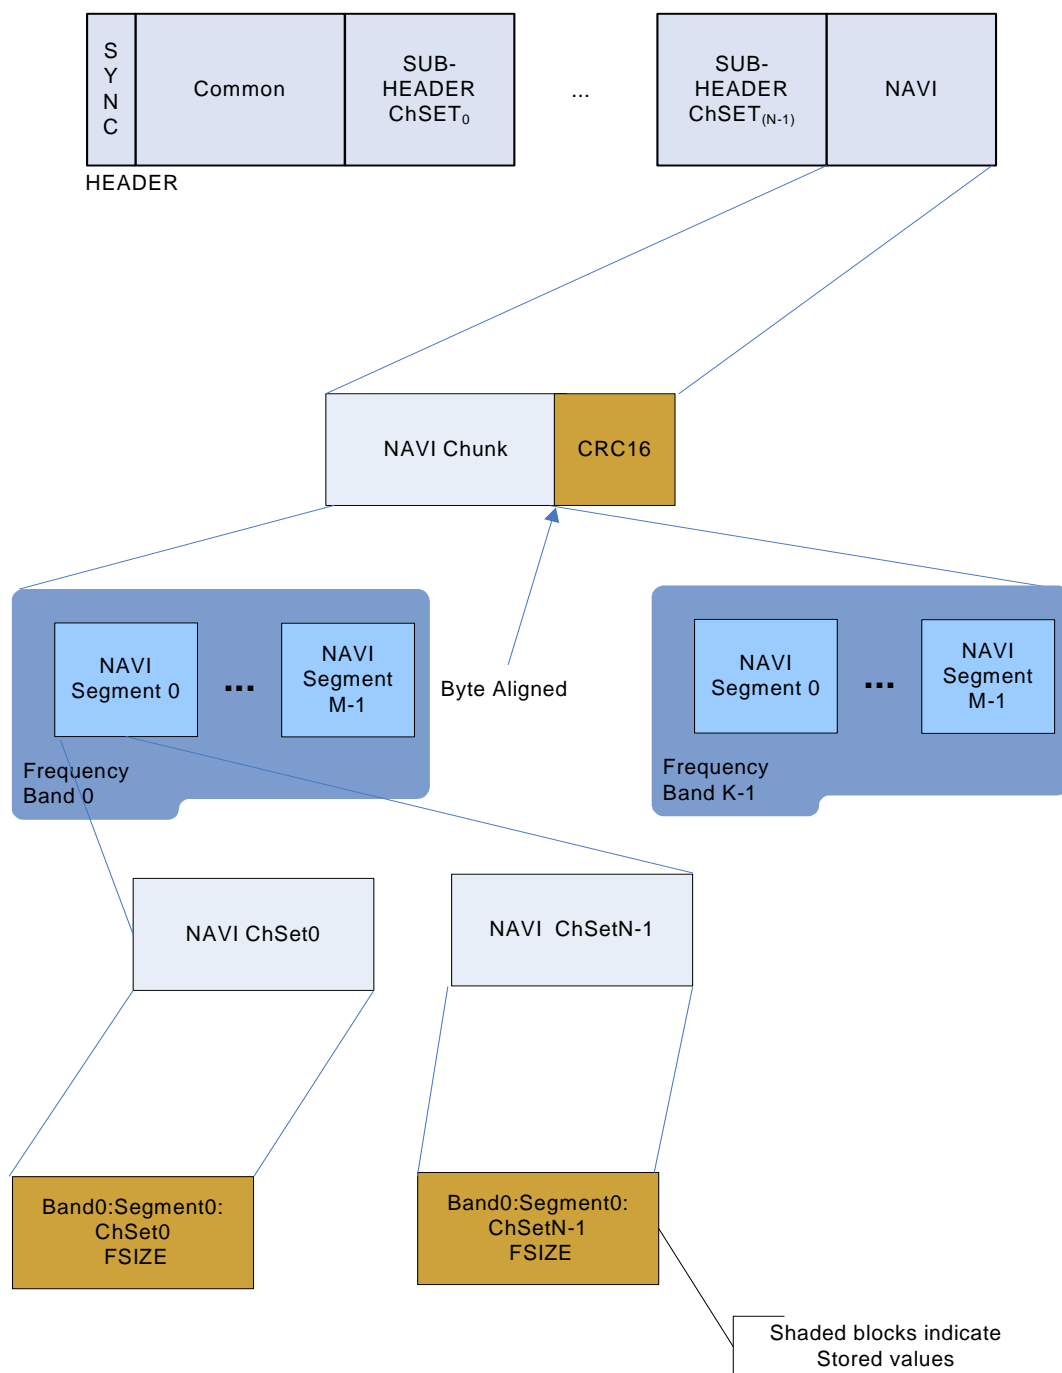 S
Y
N
C
Common
SUB-
HEADER
ChSET0
...
SUB-
HEADER
ChSET(N-1)
NAVI
HEADER
NAVI Chunk
CRC16
NAVI
Segment 0
...
NAVI
Segment
M-1
Frequency
Band 0
Byte Aligned
NAVI
Segment 0
...
NAVI
Segment
M-1
Frequency
Band K-1
NAVI ChSet0
NAVI ChSetN-1
Band0:Segment0:
ChSet0
FSIZE
Band0:Segment0:
ChSetN-1
FSIZE
Shaded blocks indicate
Stored values